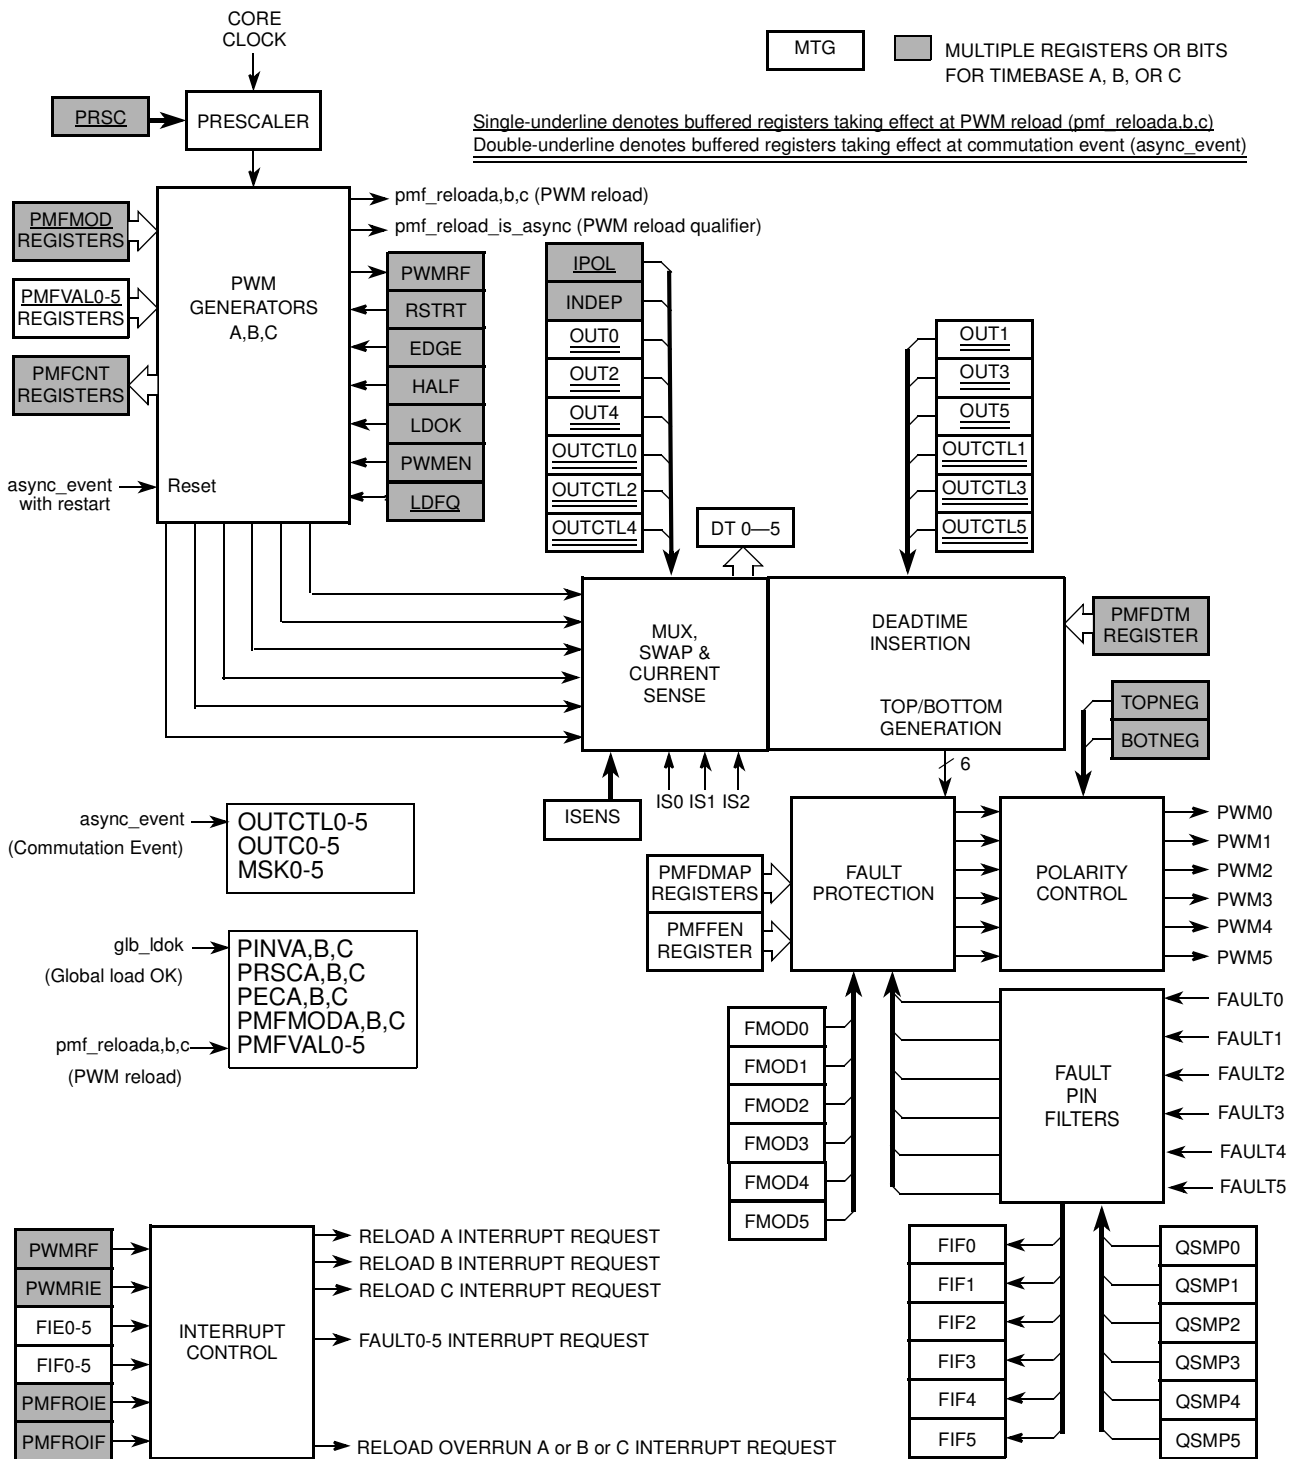 CORE
CLOCK
MTG
MULTIPLE REGISTERS OR BITS
FOR TIMEBASE A, B, OR C
PRSC
PRESCALER
Single-underline denotes buffered registers taking effect at PWM reload (pmf_reloada,b,c)
Double-underline denotes buffered registers taking effect at commutation event (async_event)
PMFMOD
REGISTERS
PMFVAL0-5
REGISTERS
PMFCNT
REGISTERS
async_event
with restart
Reset
PWM
GENERATORS
A,B,C
pmf_reloada,b,c (PWM reload)
pmf_reload_is_async (PWM reload qualifier)
PWMRF
RSTRT
EDGE
HALF
LDOK
PWMEN
LDFQ
IPOL
INDEP
OUT0
OUT2
OUT4
OUTCTL0
OUTCTL2
OUTCTL4
DT 0—5
OUT1
OUT3
OUT5
OUTCTL1
OUTCTL3
OUTCTL5
MUX,
SWAP &
CURRENT
SENSE
DEADTIME
INSERTION
TOP/BOTTOM
GENERATION
PMFDTM
REGISTER
TOPNEG
BOTNEG
6
ISENS
IS0 IS1 IS2
async_event
(Commutation Event)
OUTCTL0-5
OUTC0-5
MSK0-5
glb_ldok
(Global load OK)
pmf_reloada,b,c
(PWM reload)
PINVA,B,C
PRSCA,B,C
PECA,B,C
PMFMODA,B,C
PMFVAL0-5
PMFDMAP
REGISTERS
PMFFEN
REGISTER
FAULT
PROTECTION
POLARITY
CONTROL
PWM0
PWM1
PWM2
PWM3
PWM4
PWM5
FMOD0
FMOD1
FMOD2
FMOD3
FMOD4
FMOD5
FAULT
PIN
FILTERS
FAULT0
FAULT1
FAULT2
FAULT3
FAULT4
FAULT5
FIF0
FIF1
FIF2
FIF3
FIF4
FIF5
QSMP0
QSMP1
QSMP2
QSMP3
QSMP4
QSMP5
PWMRF
PWMRIE
FIE0-5
FIF0-5
PMFROIE
PMFROIF
INTERRUPT
CONTROL
RELOAD A INTERRUPT REQUEST
RELOAD B INTERRUPT REQUEST
RELOAD C INTERRUPT REQUEST
FAULT0-5 INTERRUPT REQUEST
RELOAD OVERRUN A or B or C INTERRUPT REQUEST